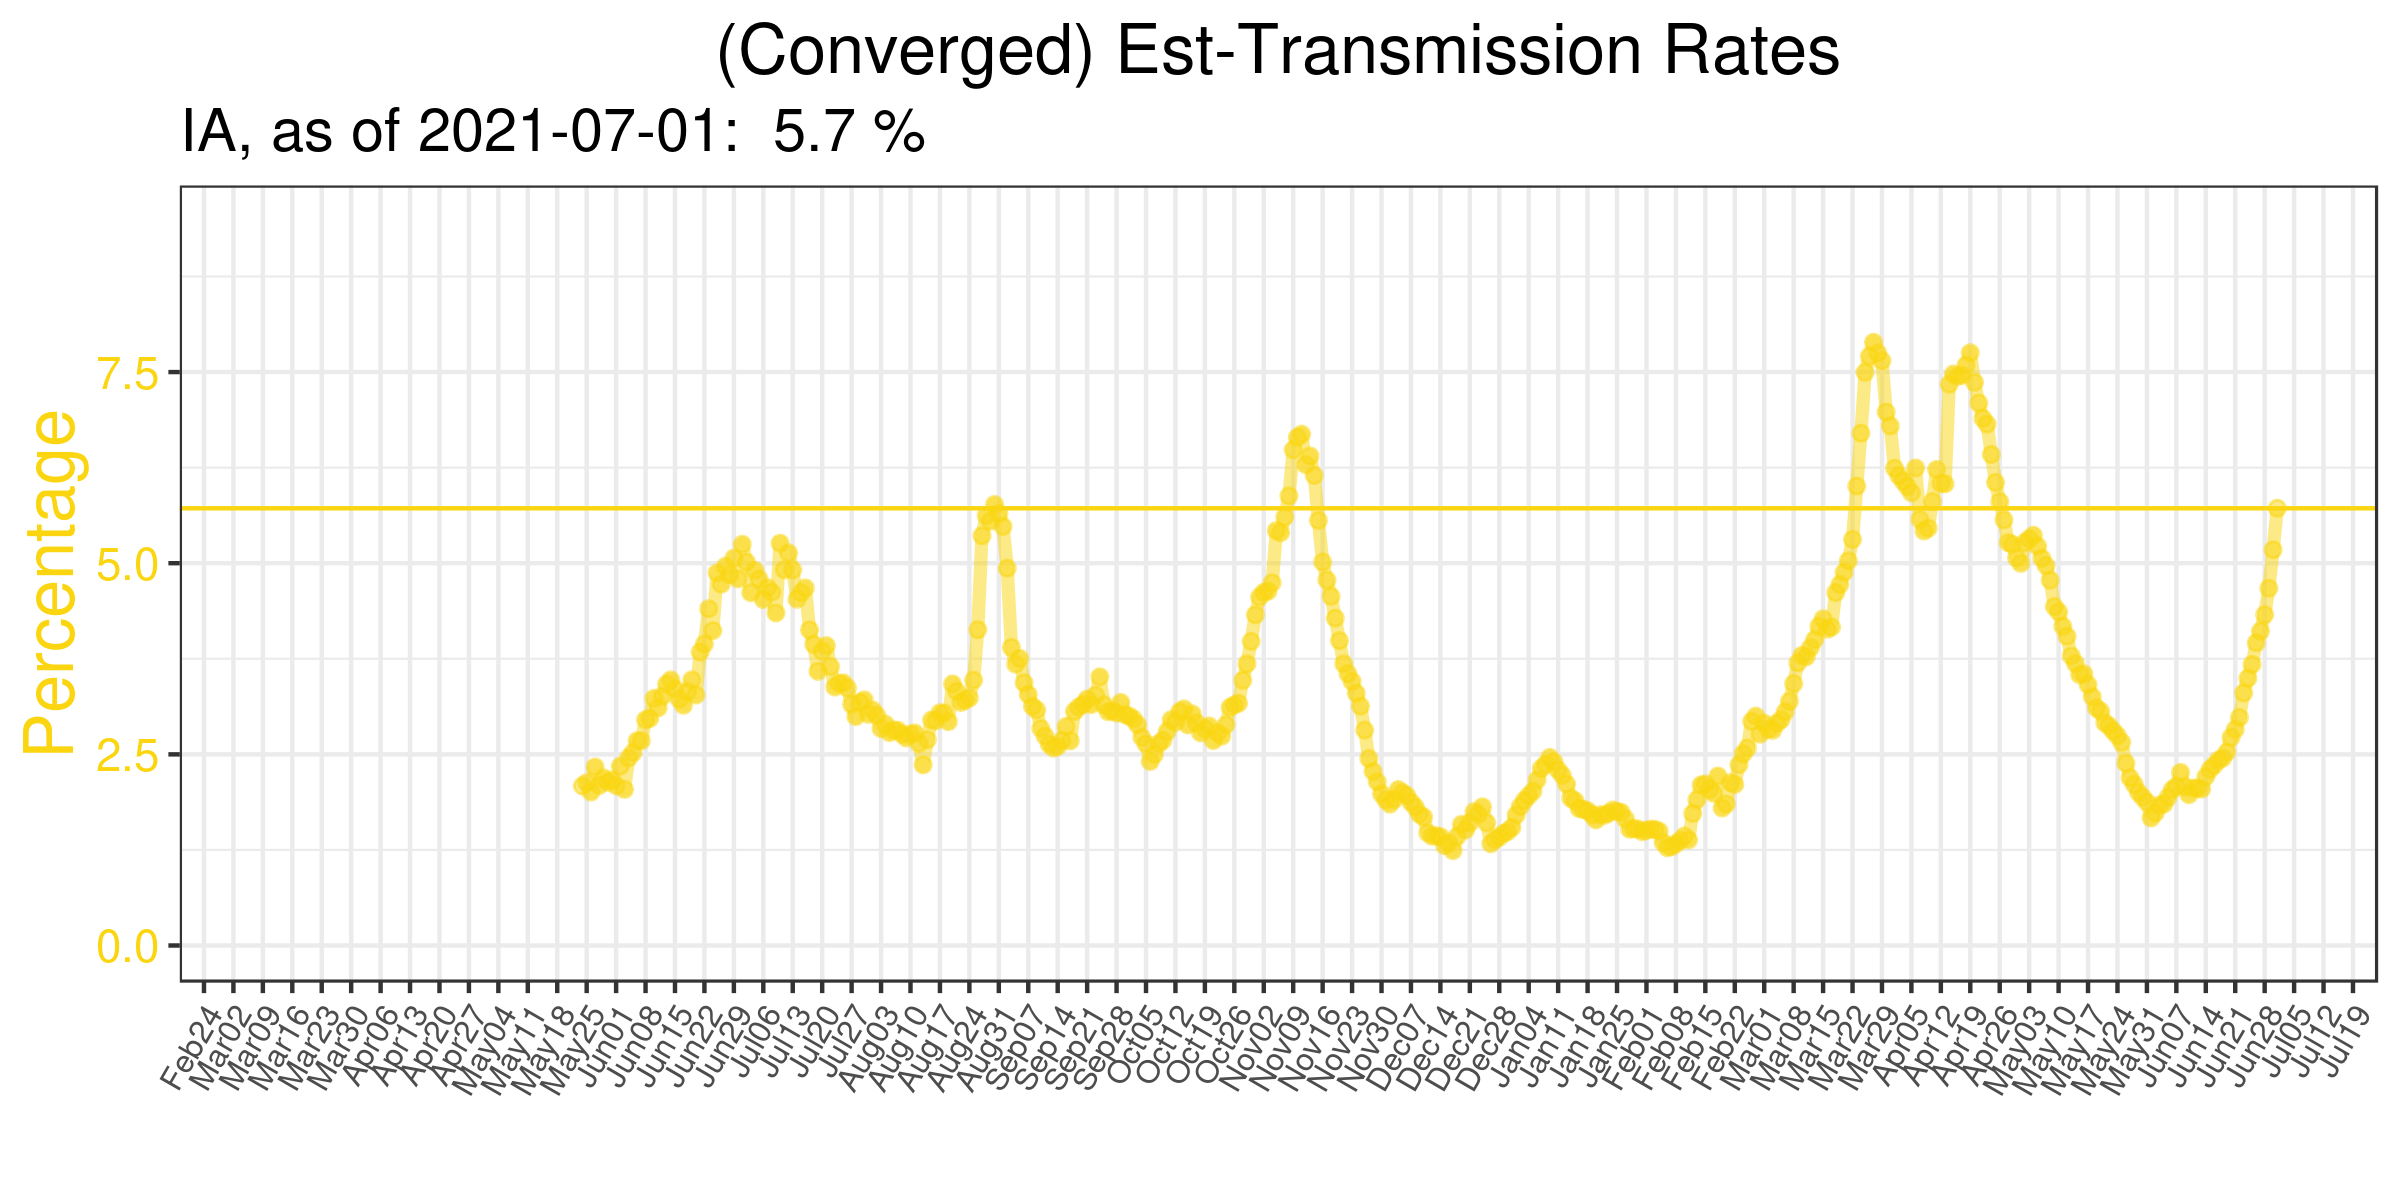 (Converged) Est-Transmission Rates
IA, as of 2021-07-01:  5.7 %
Percentage
7.5
5.0
2.5
0.0
Feb24
Mar02
Mar09
Mar16
Mar23
Mar30
Apr06
Apr13
Apr20
Apr27
May04
May11
May18
May25
Jun01
Jun08
Jun15
Jun22
Jun29
Jul06
Jul13
Jul20
Jul27
Aug03
Aug10
Aug17
Aug24
Aug31
Sep07
Sep14
Sep21
Sep28
Oct05
Oct12
Oct19
Oct26
Nov02
Nov09
Nov16
Nov23
Nov30
Dec07
Dec14
Dec21
Dec28
Jan04
Jan11
Jan18
Jan25
Feb01
Feb08
Feb15
Feb22
Mar01
Mar08
Mar15
Mar22
Mar29
Apr05
Apr12
Apr19
Apr26
May03
May10
May17
May24
May31
Jun07
Jun14
Jun21
Jun28
Jul05
Jul12
Jul19